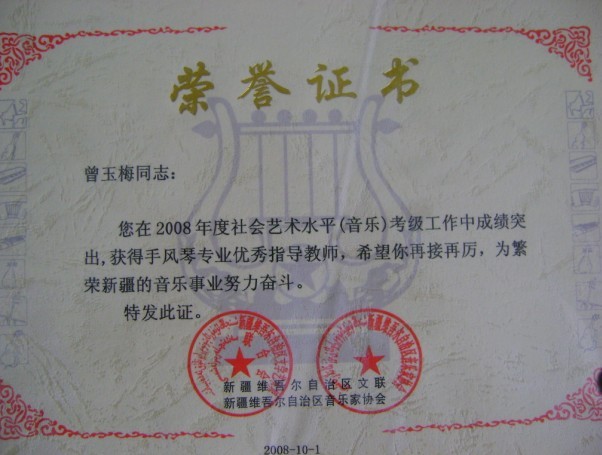 荣誉证书
曾玉梅同志：
您在2008年度社会艺术水平(音乐)考级工作中成绩突
出,获得手风琴专业优秀指导教师，希望你再接再厉，为繁
荣新疆的音乐事业努力奋斗。
特发此证。
联合会
新疆维吾尔自治区文联
新疆维吾尔自治区音乐家协会
2008-10-1